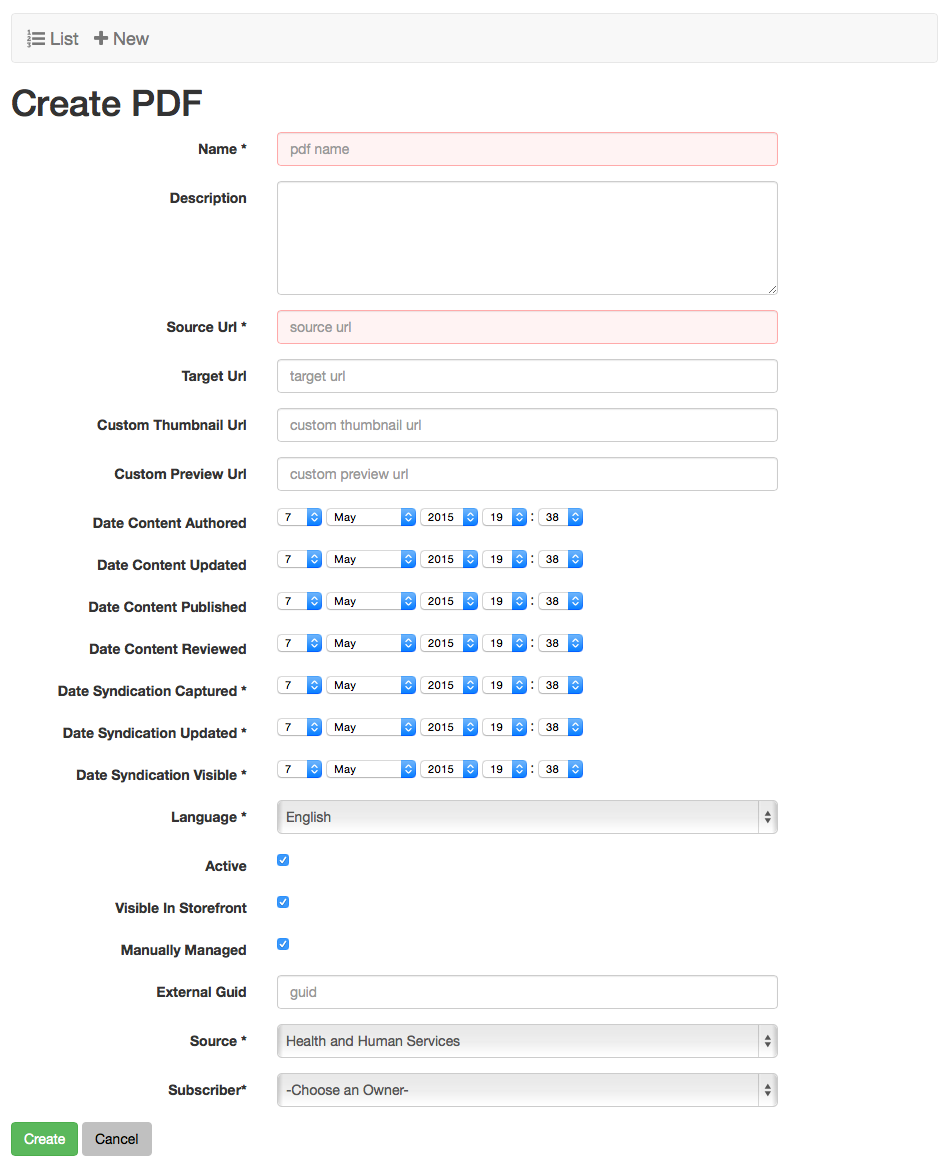 List New
Create PDF
Name * pdf name
Description
Source Url * source url
Target Url target url
Custom Thumbnail Url custom thumbnail url
Custom Preview Url custom preview url
Date Content Authored 7 May 2015 19 : 38
Date Content Updated 7 May 2015 19 : 38
Date Content Published 7 May 2015 19 : 38
Date Content Reviewed 7 May 2015 19 : 38
Date Syndication Captured * 7 May 2015 19 : 38
Date Syndication Updated * 7 May 2015 19 : 38
Date Syndication Visible * 7 May 2015 19 : 38
Language * English
Active
Visible In Storefront
Manually Managed
External Guid guid
Source * Health and Human Services
Subscriber* -Choose an Owner-
Create Cancel